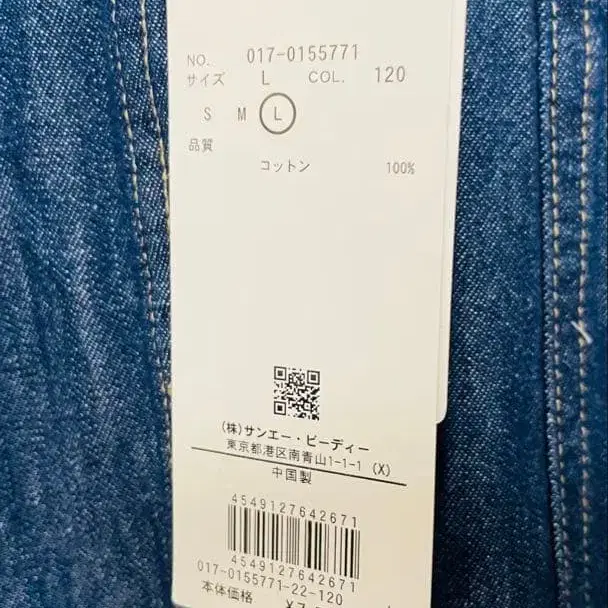 NO. 017-0155771
サイズ L COL. 120
S M L
品質
コットン 100%
(株)サンエー・ビーディー
東京都港区南青山1-1-1 (X)
中国製
4549127642671
4549127642671
017-0155771-22-120
本体価格